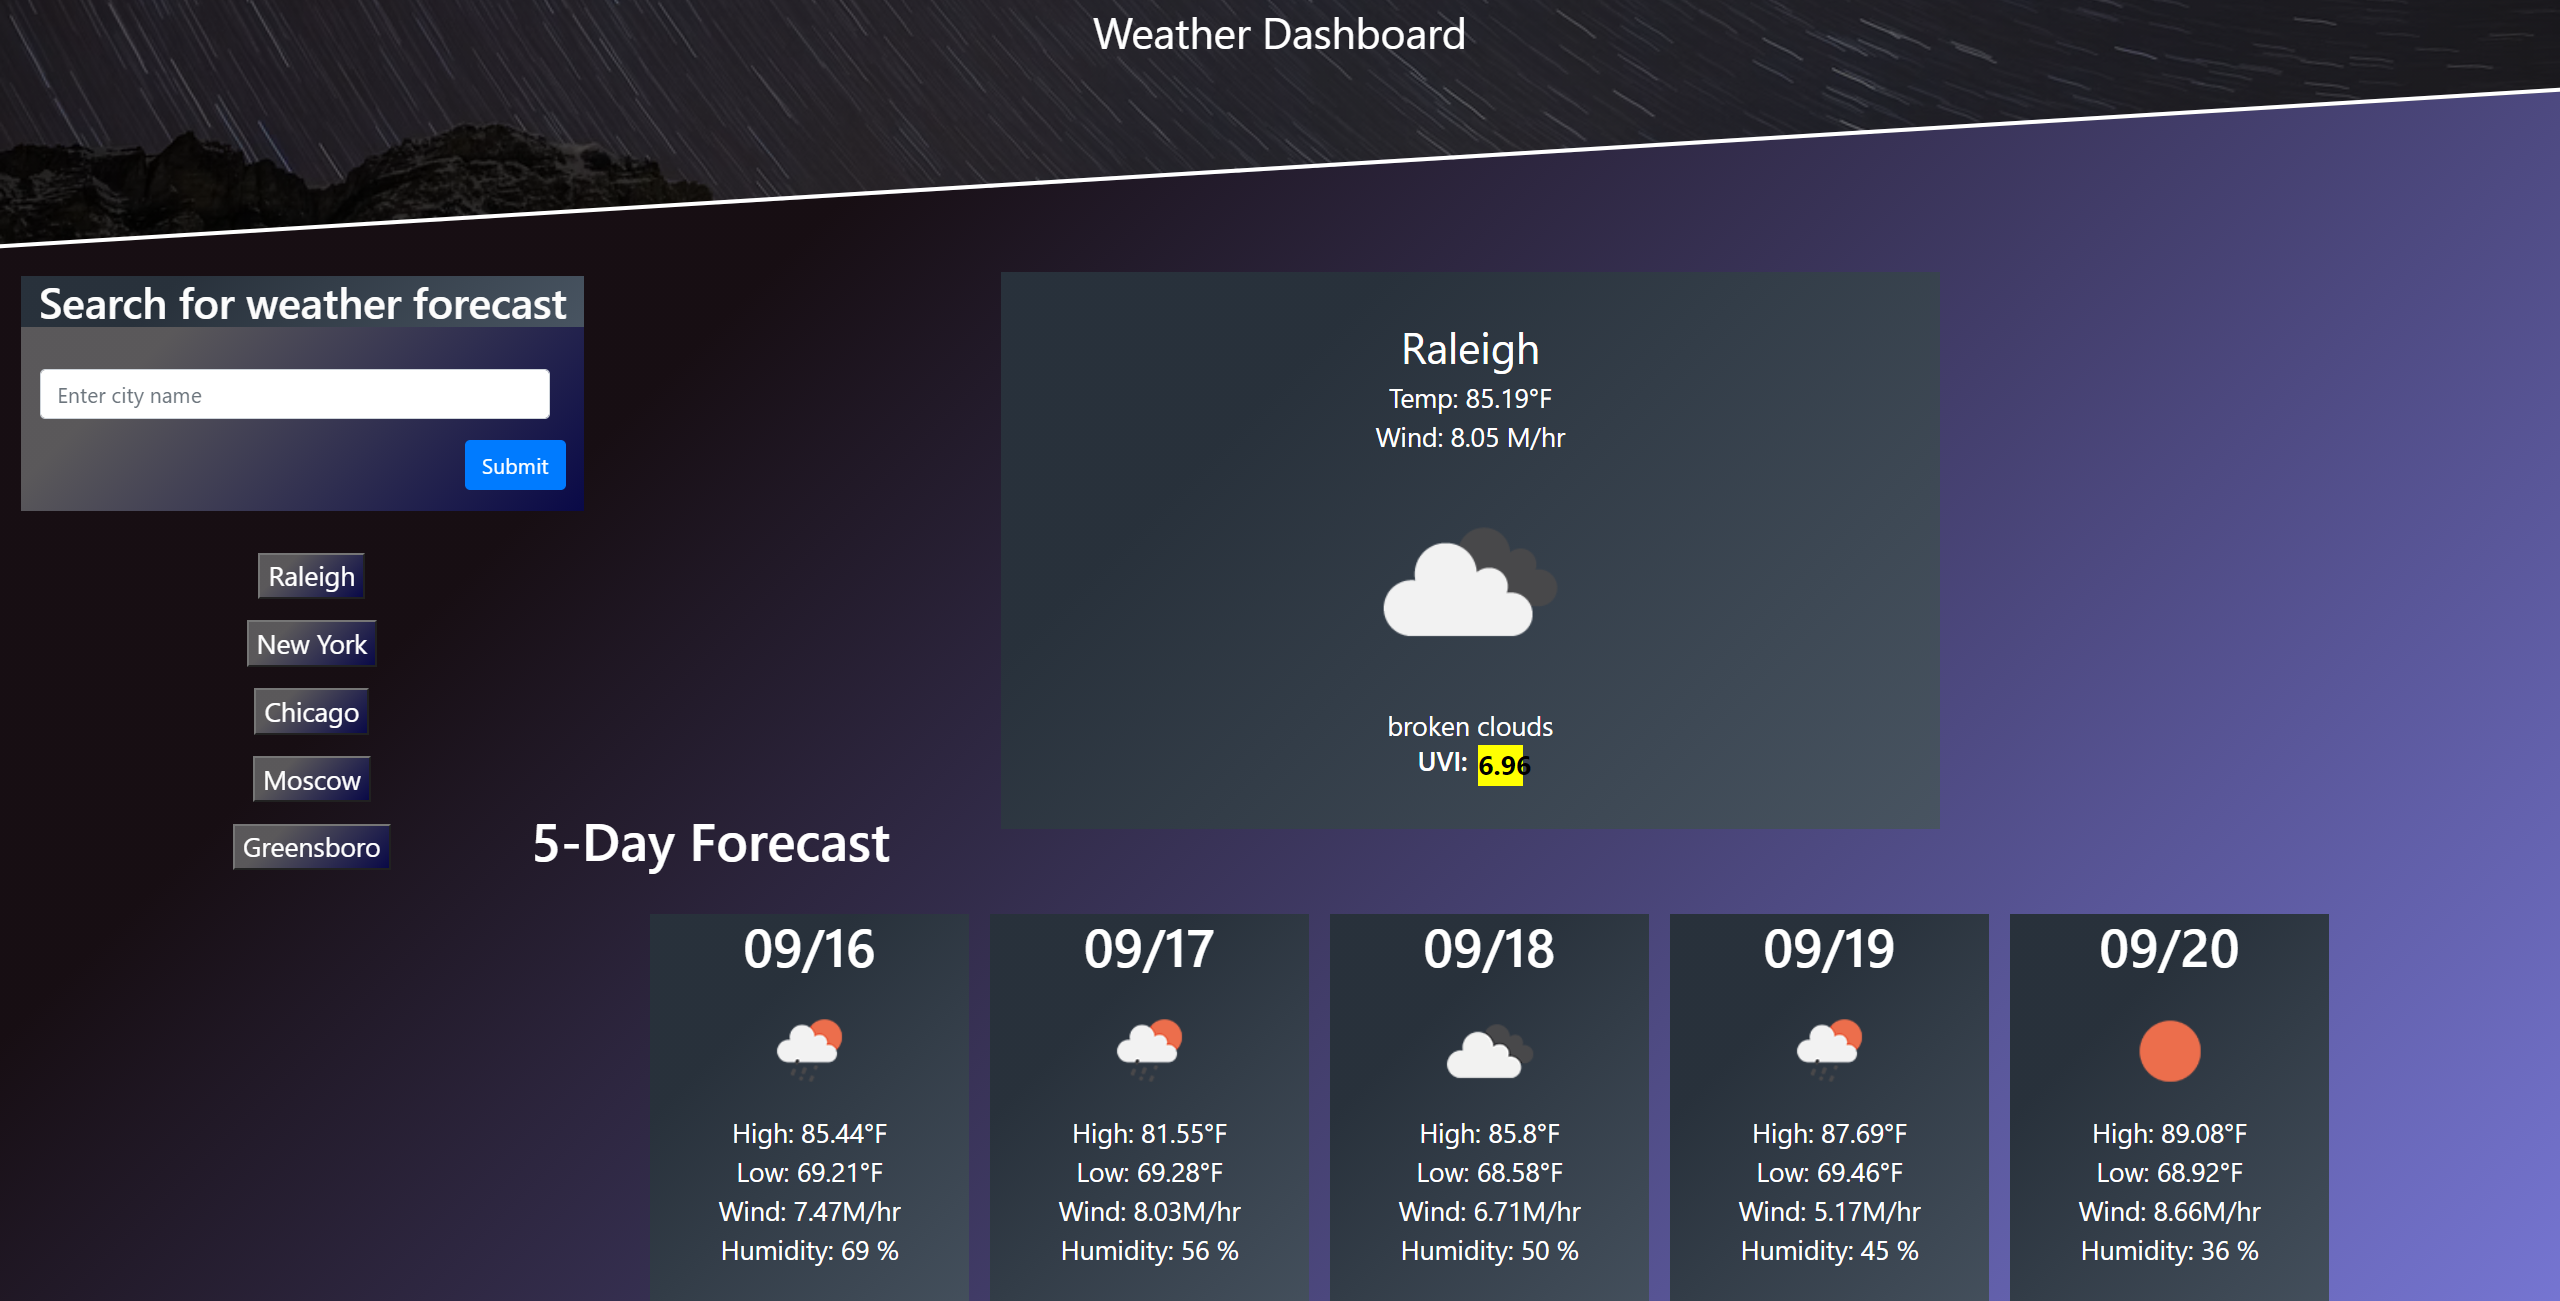 Weather Dashboard
Search for weather forecast
Enter city name
Submit
Raleigh
New York
Chicago
Moscow
Greensboro
Raleigh
Temp: 85.19°F
Wind: 8.05 M/hr
broken clouds
UVI: 6.96
5-Day Forecast
09/16
High: 85.44°F
Low: 69.21°F
Wind: 7.47M/hr
Humidity: 69 %
09/17
High: 81.55°F
Low: 69.28°F
Wind: 8.03M/hr
Humidity: 56 %
09/18
High: 85.8°F
Low: 68.58°F
Wind: 6.71M/hr
Humidity: 50 %
09/19
High: 87.69°F
Low: 69.46°F
Wind: 5.17M/hr
Humidity: 45 %
09/20
High: 89.08°F
Low: 68.92°F
Wind: 8.66M/hr
Humidity: 36 %